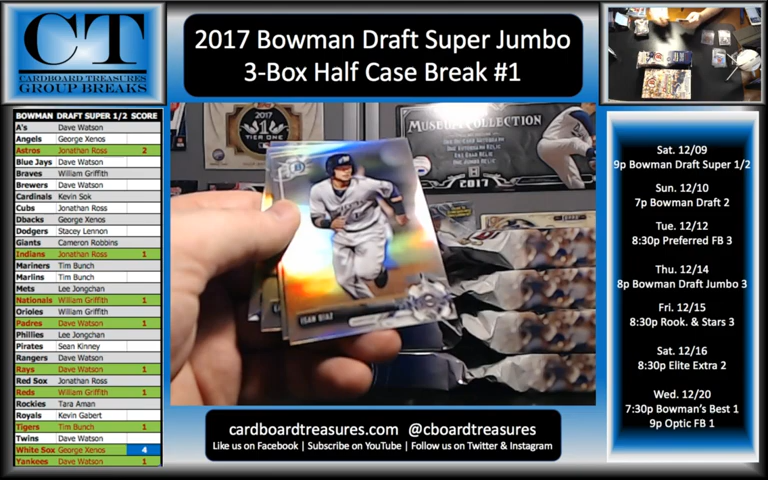 CT
CARDBOARD TREASURES
GROUP BREAKS
2017 Bowman Draft Super Jumbo
3-Box Half Case Break #1
BOWMAN DRAFT SUPER 1/2 SCORE
A's Dave Watson
Angels George Xenos
Astros Jonathan Ross 2
Blue Jays Dave Watson
Braves William Griffith
Brewers Dave Watson
Cardinals Kevin Sok
Cubs Jonathan Ross
Dbacks George Xenos
Dodgers Stacey Lennon
Giants Cameron Robbins
Indians Jonathan Ross 1
Mariners Tim Bunch
Marlins Tim Bunch
Mets Lee Jongchan
Nationals William Griffith 1
Orioles William Griffith
Padres Dave Watson 1
Phillies Lee Jongchan
Pirates Sean Kinney
Rangers Dave Watson
Rays Dave Watson 1
Red Sox Jonathan Ross
Reds William Griffith 1
Rockies Tara Aman
Royals Kevin Gabert
Tigers Tim Bunch 1
Twins Dave Watson
White Sox George Xenos 4
Yankees Dave Watson 1
2017
TIER ONE
MUSEUM COLLECTION
2017
ISAN DIAZ
Sat. 12/09
9p Bowman Draft Super 1/2
Sun. 12/10
7p Bowman Draft 2
Tue. 12/12
8:30p Preferred FB 3
Thu. 12/14
8p Bowman Draft Jumbo 3
Fri. 12/15
8:30p Rook. & Stars 3
Sat. 12/16
8:30p Elite Extra 2
Wed. 12/20
7:30p Bowman's Best 1
9p Optic FB 1
cardboardtreasures.com @cboardtreasures
Like us on Facebook | Subscribe on YouTube | Follow us on Twitter & Instagram